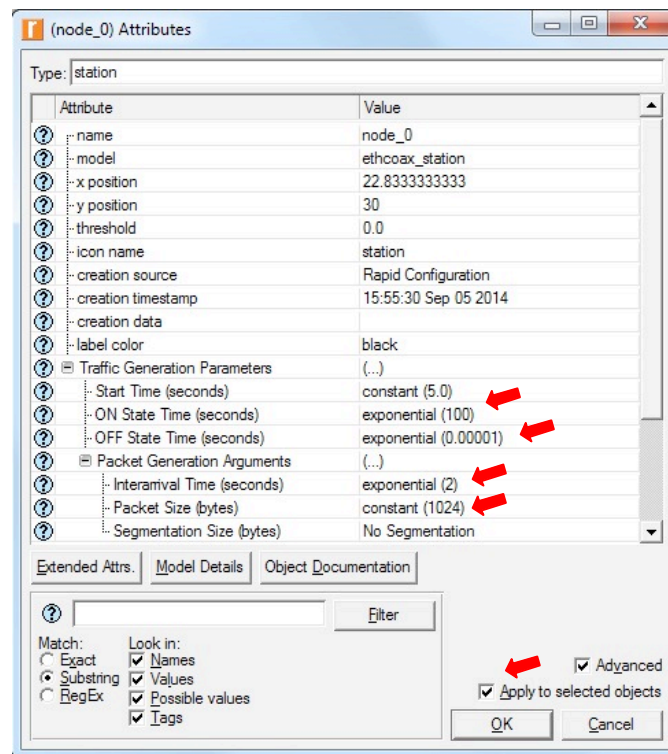 (node_0) Attributes
Type: station
Attribute Value
name node_0
model ethcoax_station
x position 22.8333333333
y position 30
threshold 0.0
icon name station
creation source Rapid Configuration
creation timestamp 15:55:30 Sep 05 2014
creation data
label color black
Traffic Generation Parameters (...)
Start Time (seconds) constant (5.0)
ON State Time (seconds) exponential (100)
OFF State Time (seconds) exponential (0.00001)
Packet Generation Arguments (...)
Interarrival Time (seconds) exponential (2)
Packet Size (bytes) constant (1024)
Segmentation Size (bytes) No Segmentation
Extended Attrs. Model Details Object Documentation
Filter
Match: Look in:
Exact Names
Substring Values
RegEx Possible values
Tags
Advanced
Apply to selected objects
OK Cancel